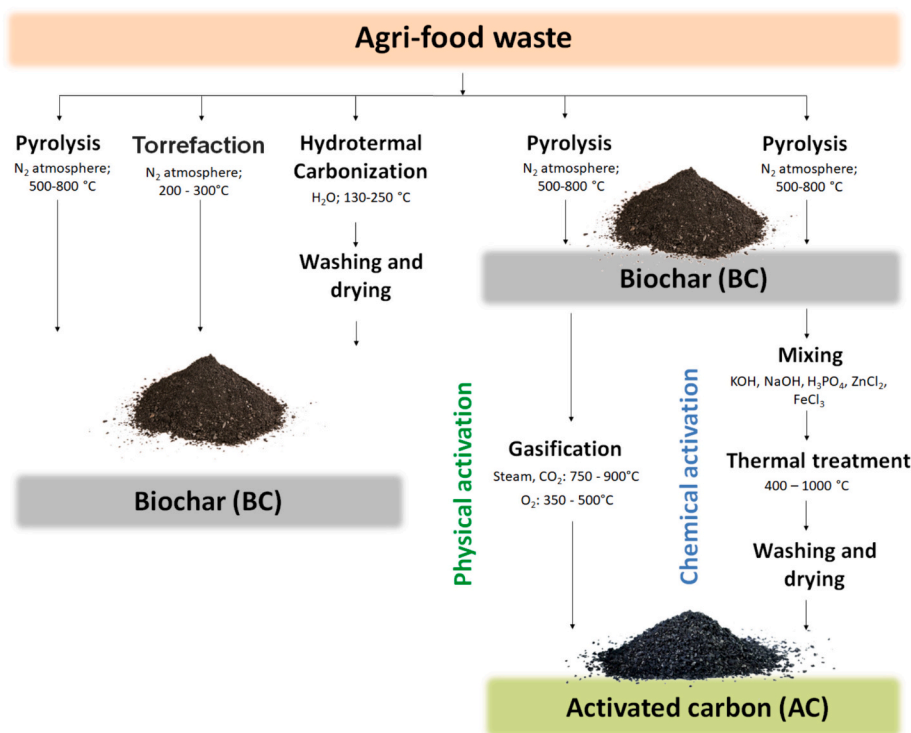 Agri-food waste
Pyrolysis
N₂ atmosphere;
500-800 °C
Torrefaction
N₂ atmosphere;
200 - 300°C
Hydrotermal
Carbonization
H₂O; 130-250 °C
Washing and
drying
Biochar (BC)
Pyrolysis
N₂ atmosphere;
500-800 °C
Pyrolysis
N₂ atmosphere;
500-800 °C
Biochar (BC)
Physical activation
Gasification
Steam, CO₂: 750 - 900°C
O₂: 350 - 500°C
Chemical activation
Mixing
KOH, NaOH, H₃PO₄, ZnCl₂,
FeCl₃
Thermal treatment
400 – 1000 °C
Washing and
drying
Activated carbon (AC)